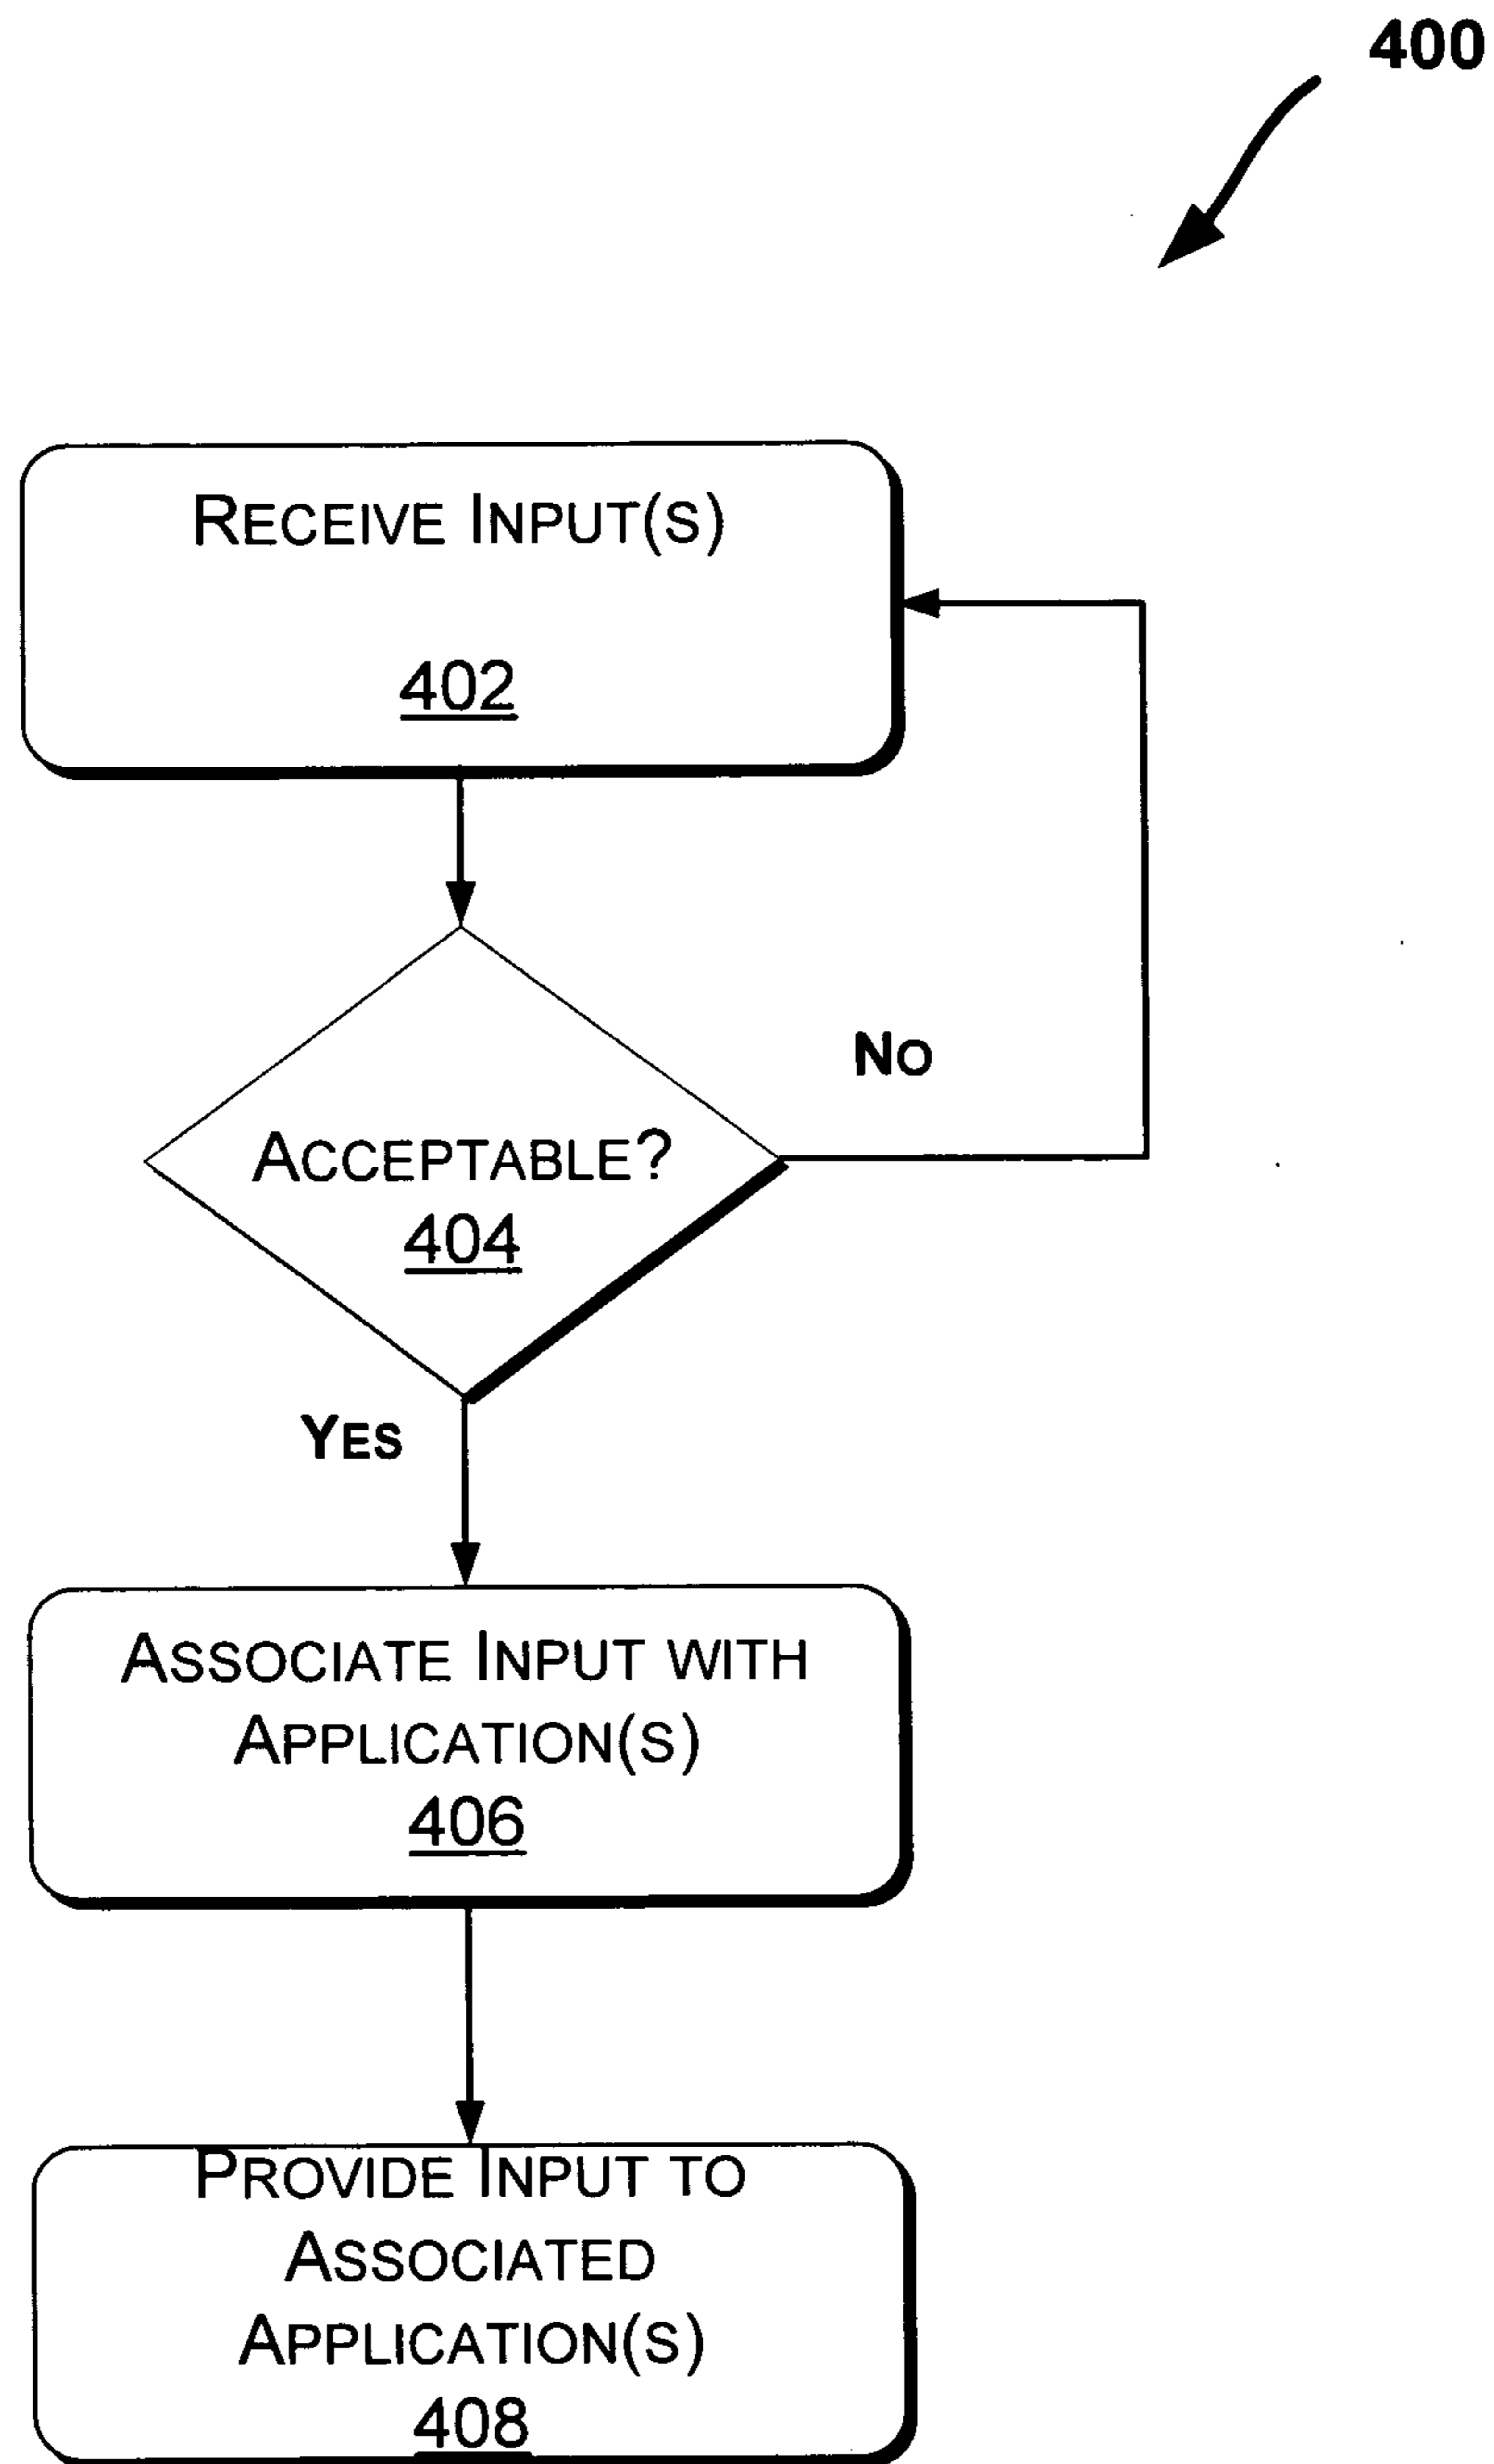 400
RECEIVE INPUT(S)
402
NO
ACCEPTABLE?
404
YES
ASSOCIATE INPUT WITH
APPLICATION(S)
406
PROVIDE INPUT TO
ASSOCIATED
APPLICATION(S)
408